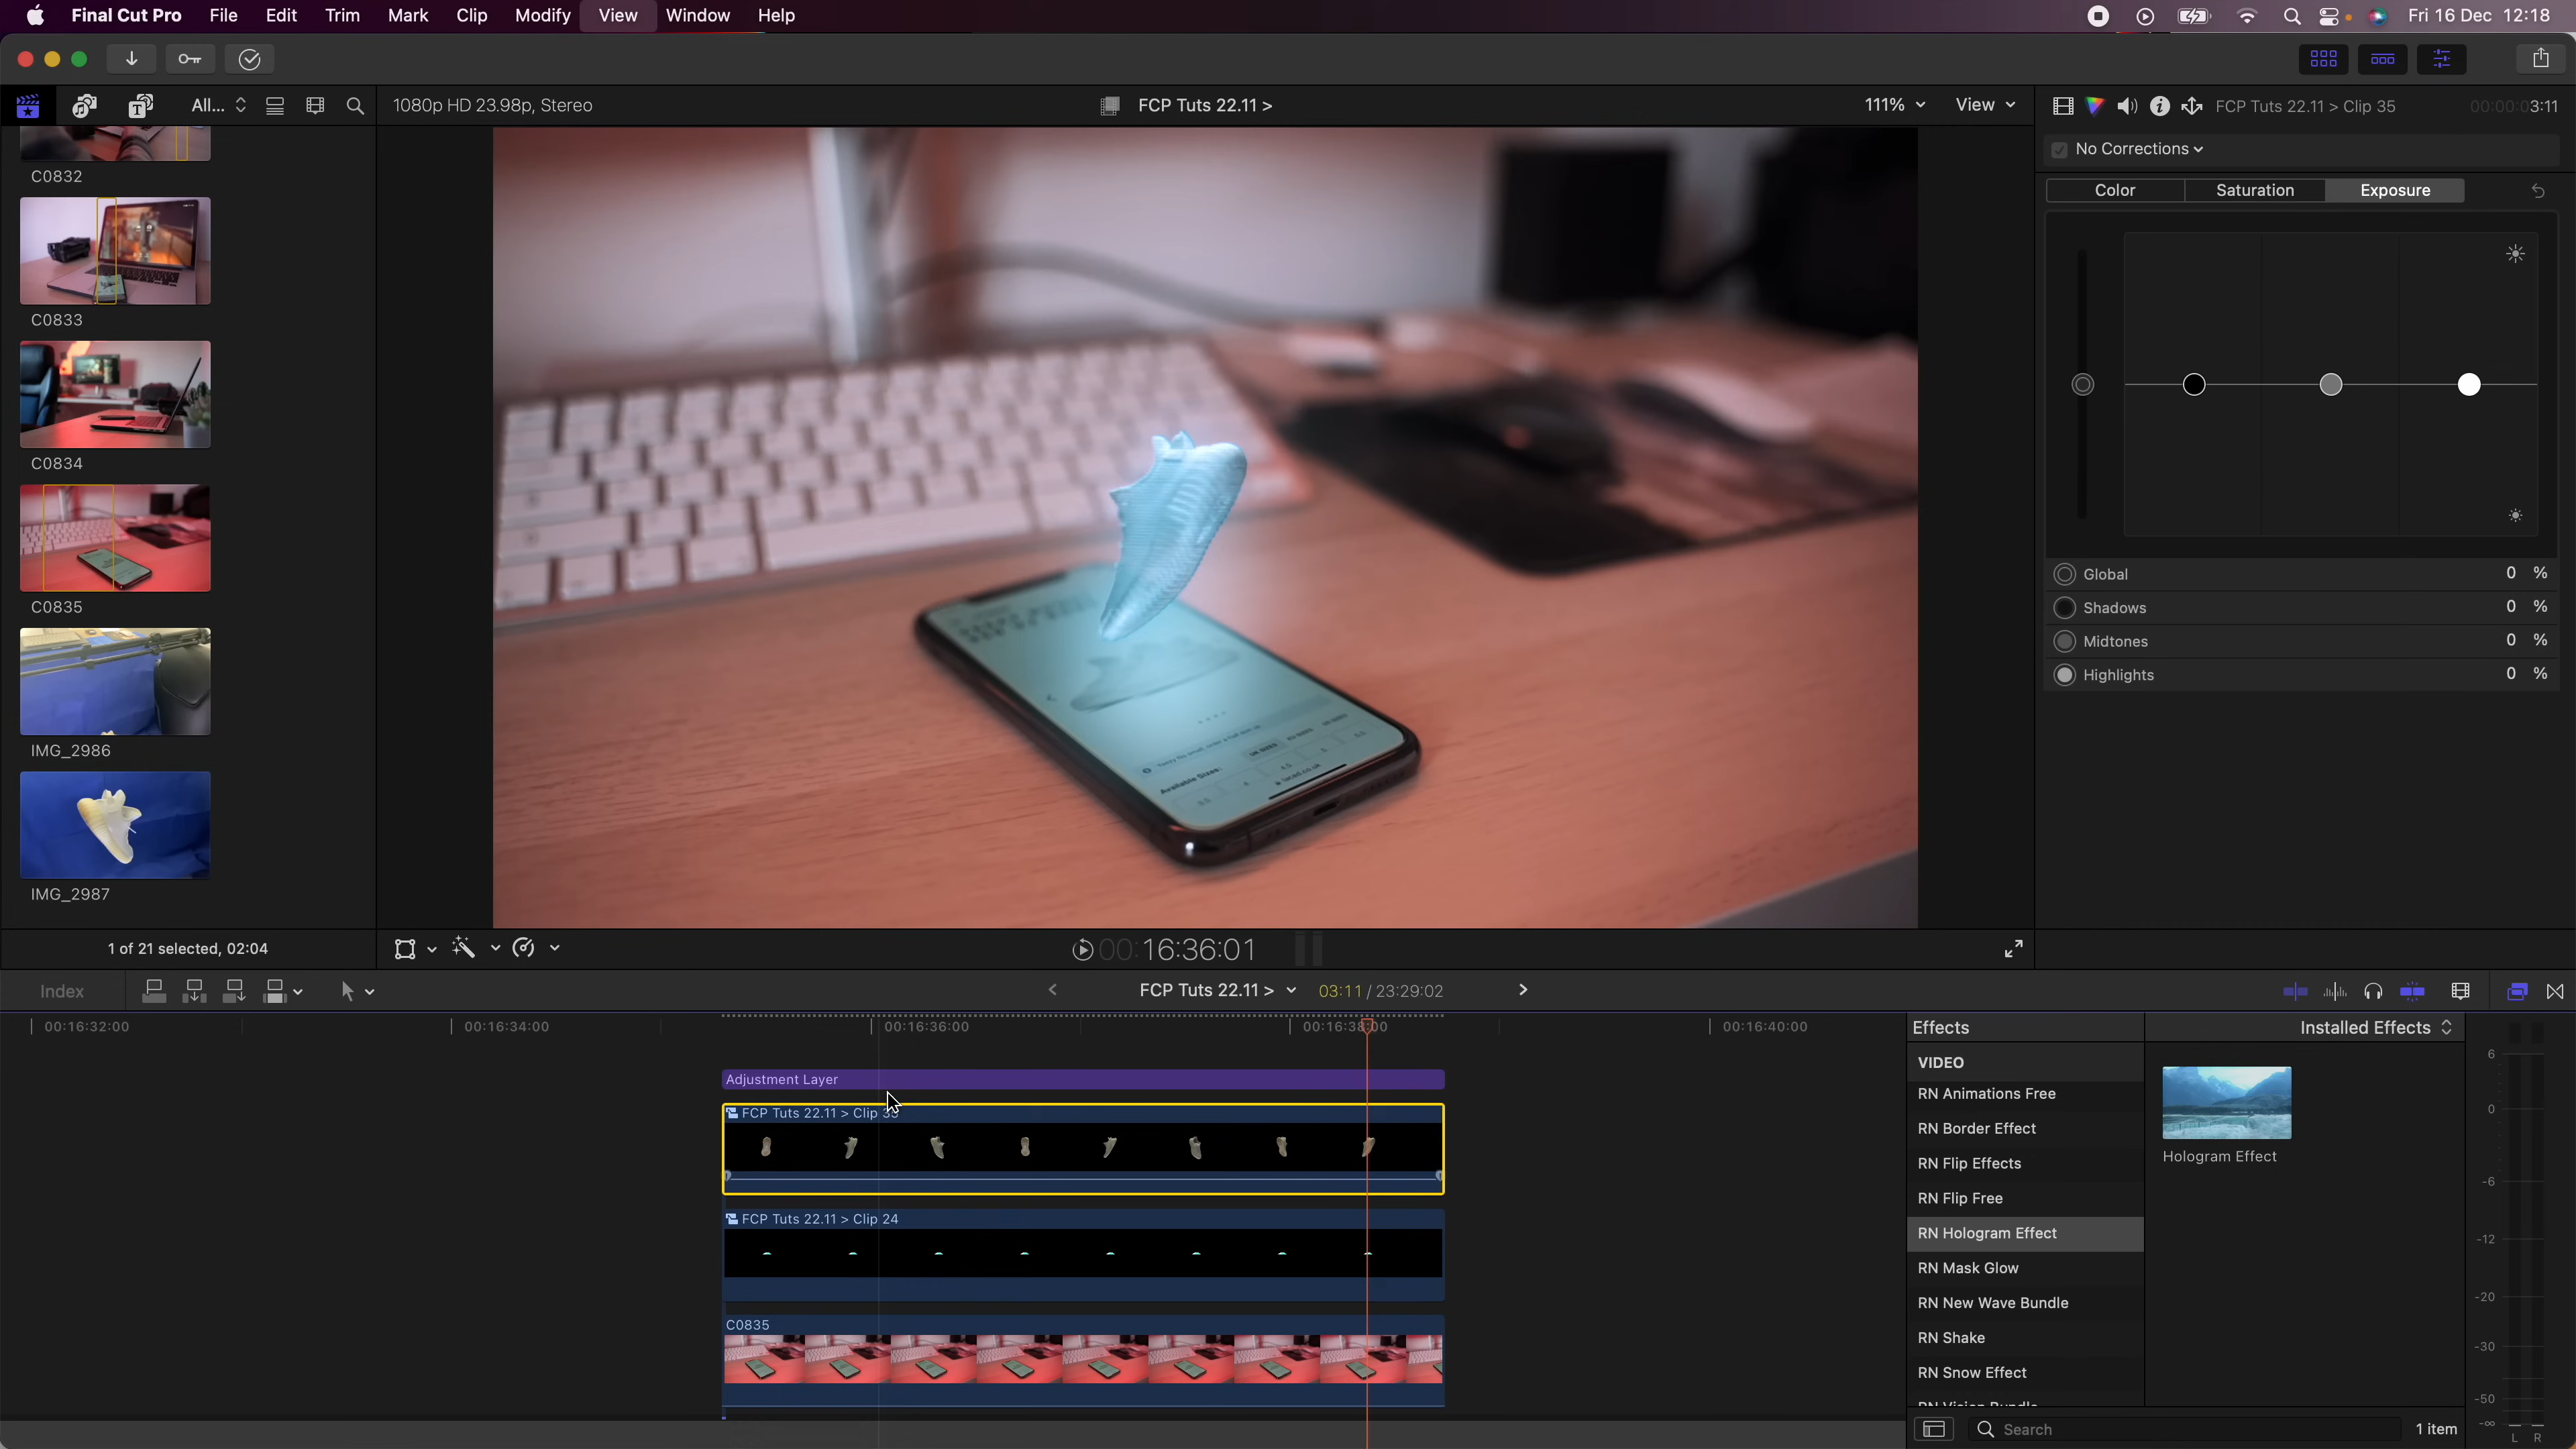 Final Cut Pro File Edit Trim Mark Clip Modify View Window Help Fri 16 Dec 12:18
All... 1080p HD 23.98p, Stereo FCP Tuts 22.11 > 111% View FCP Tuts 22.11 > Clip 35 00:00:03:11
C0832
C0833
C0834
C0835
IMG_2986
IMG_2987
No Corrections
Color Saturation Exposure
Global 0 %
Shadows 0 %
Midtones 0 %
Highlights 0 %
Available Sizes:
1 of 21 selected, 02:04 00:16:36:01
Index FCP Tuts 22.11 > 03:11 / 23:29:02
00:16:32:00 00:16:34:00 00:16:36:00 00:16:38:00 00:16:40:00
Adjustment Layer
FCP Tuts 22.11 > Clip 35
FCP Tuts 22.11 > Clip 24
C0835
Effects Installed Effects
VIDEO
RN Animations Free
RN Border Effect
RN Flip Effects
RN Flip Free
RN Hologram Effect
RN Mask Glow
RN New Wave Bundle
RN Shake
RN Snow Effect
Hologram Effect
Search 1 item
6
0
-6
-12
-20
-30
-50
-∞
L R